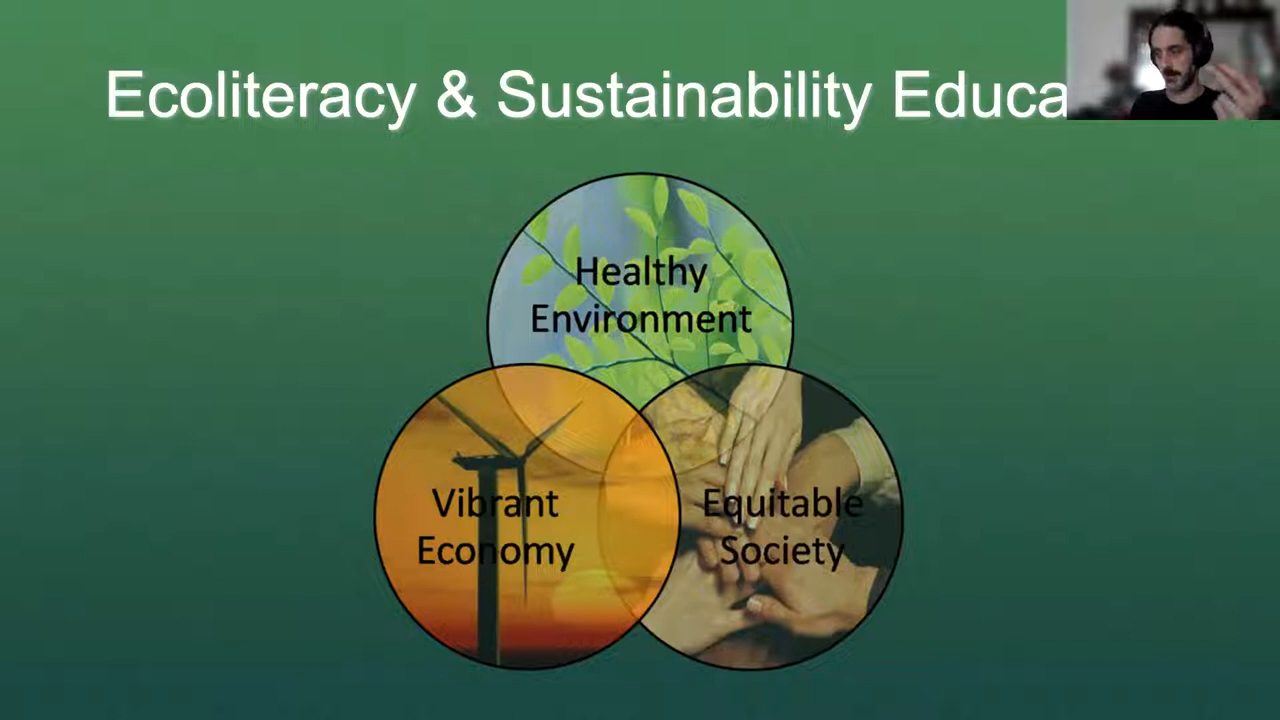 Ecoliteracy & Sustainability Educa
Healthy
Environment
Vibrant
Economy
Equitable
Society